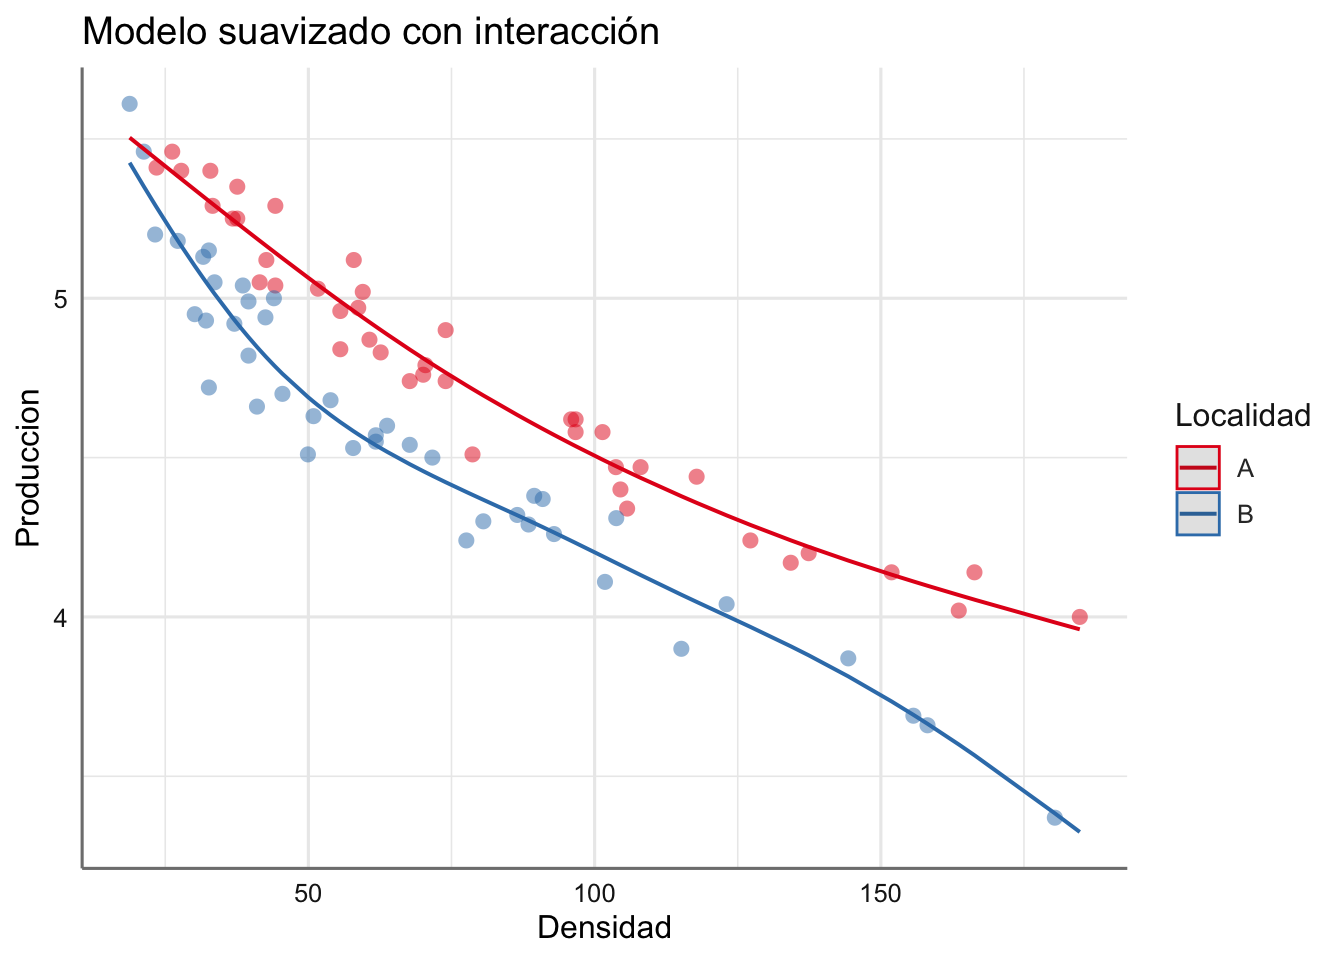 Modelo suavizado con interacción
Produccion
5
4
50 100 150
Densidad
Localidad
A
B